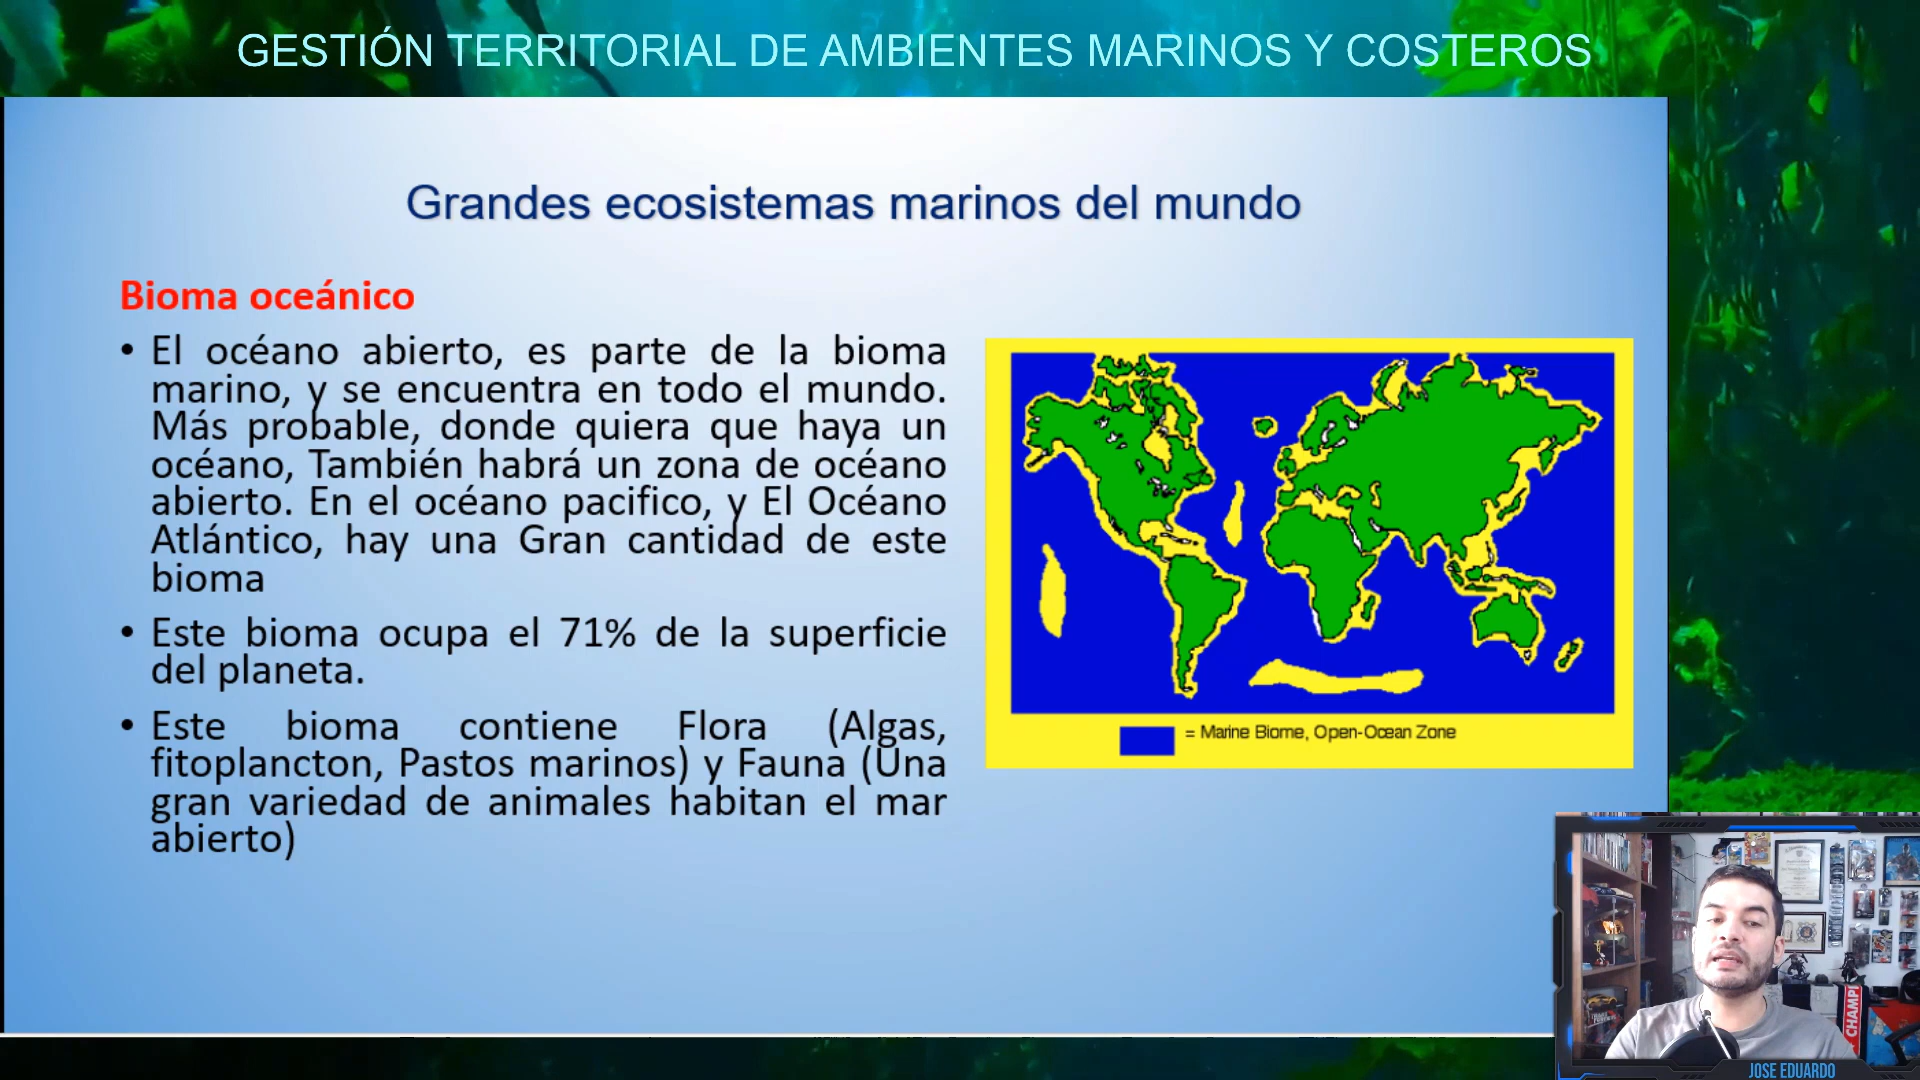 GESTIÓN TERRITORIAL DE AMBIENTES MARINOS Y COSTEROS
Grandes ecosistemas marinos del mundo
Bioma oceánico
• El océano abierto, es parte de la bioma
marino, y se encuentra en todo el mundo.
Más probable, donde quiera que haya un
océano, También habrá un zona de océano
abierto. En el océano pacifico, y El Océano
Atlántico, hay una Gran cantidad de este
bioma
• Este bioma ocupa el 71% de la superficie
del planeta.
• Este bioma contiene Flora (Algas,
fitoplancton, Pastos marinos) y Fauna (Una
gran variedad de animales habitan el mar
abierto)
= Marine Biome, Open-Ocean Zone
CHAMPI
JOSE EDUARDO